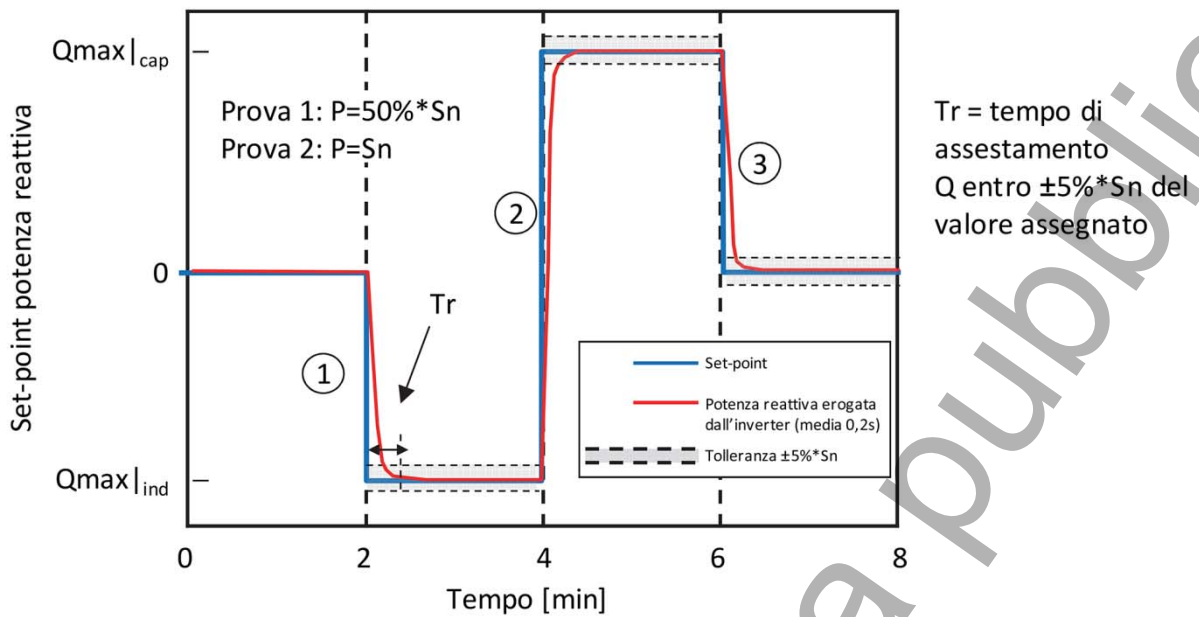 Qmax|cap
Prova 1: P=50%*Sn
Prova 2: P=Sn
Tr = tempo di
assestamento
Q entro ±5%*Sn del
valore assegnato
3
2
Set-point potenza reattiva
0
Tr
1
Set-point
Potenza reattiva erogata
dall'inverter (media 0,2s)
Tolleranza ±5%*Sn
Qmax|ind
0
2
4
6
8
Tempo [min]
a pubblic